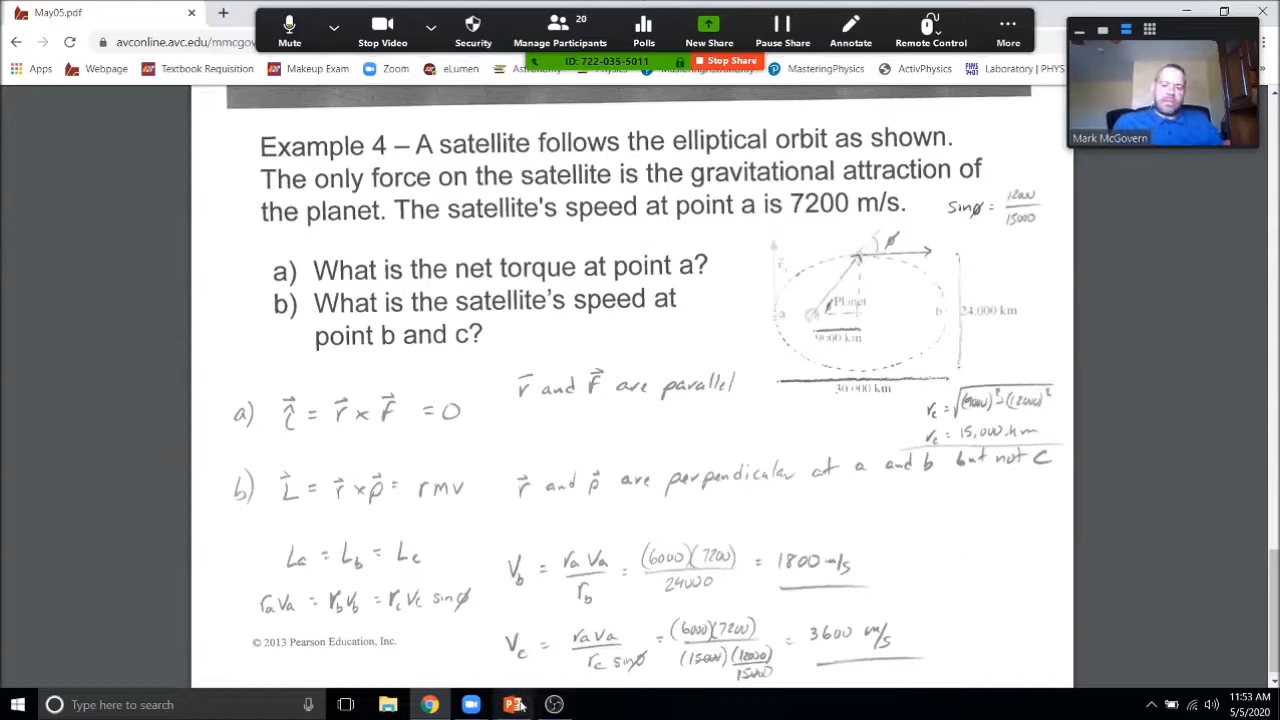 May05.pdf
Mute
Stop Video
Security
20
Manage Participants
Polls
New Share
Pause Share
Annotate
Remote Control
More
ID: 722-035-5011
Stop Share
avconline.avc.edu/mmcgov
Apps
Webpage
Textbook Requisition
Makeup Exam
Zoom
eLumen
MasteringPhysics
ActivPhysics
Laboratory | PHYS
Mark McGovern
Example 4 – A satellite follows the elliptical orbit as shown.
The only force on the satellite is the gravitational attraction of
the planet. The satellite's speed at point a is 7200 m/s.
sinφ = 12000/15000
a) What is the net torque at point a?
b) What is the satellite's speed at
point b and c?
φ
Planet
a
b
24,000 km
9000 km
30,000 km
r⃗ and F⃗ are parallel
a) τ⃗ = r⃗ x F⃗ = 0
r_c = √(9000)² + (12000)²
r_c = 15,000 km
b) L⃗ = r⃗ x p⃗ = rmv
r⃗ and p⃗ are perpendicular at a and b but not c
La = Lb = Lc
V_b = r_a V_a / r_b = (6000)(7200) / 24000 = 1800 m/s
r_a V_a = r_b V_b = r_c V_c sinφ
© 2013 Pearson Education, Inc.
V_c = r_a V_a / r_c sinφ = (6000)(7200) / (15000)(12000/15000) = 3600 m/s
Type here to search
11:53 AM
5/5/2020